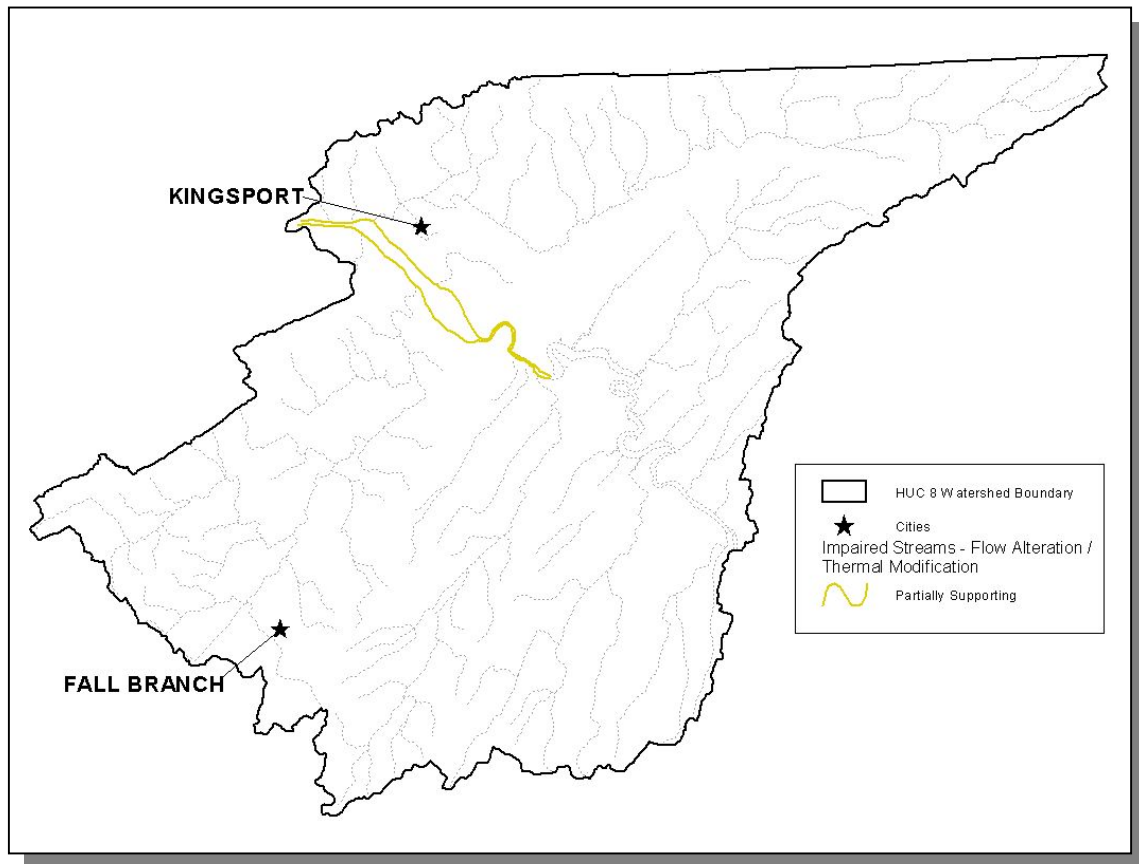 KINGSPORT
FALL BRANCH
HUC 8 Watershed Boundary
Cities
Impaired Streams - Flow Alteration /
Thermal Modification
Partially Supporting